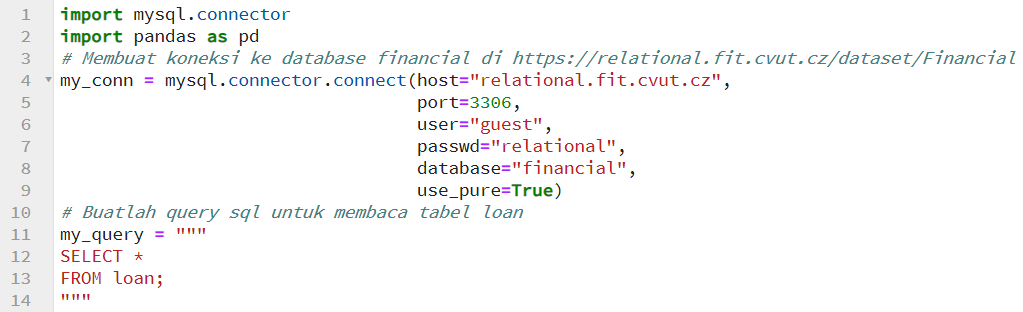 1 import mysql.connector
2 import pandas as pd
3 # Membuat koneksi ke database financial di https://relational.fit.cvut.cz/dataset/Financial
4 my_conn = mysql.connector.connect(host="relational.fit.cvut.cz",
5 port=3306,
6 user="guest",
7 passwd="relational",
8 database="financial",
9 use_pure=True)
10 # Buatlah query sql untuk membaca tabel loan
11 my_query = """
12 SELECT *
13 FROM loan;
14 """